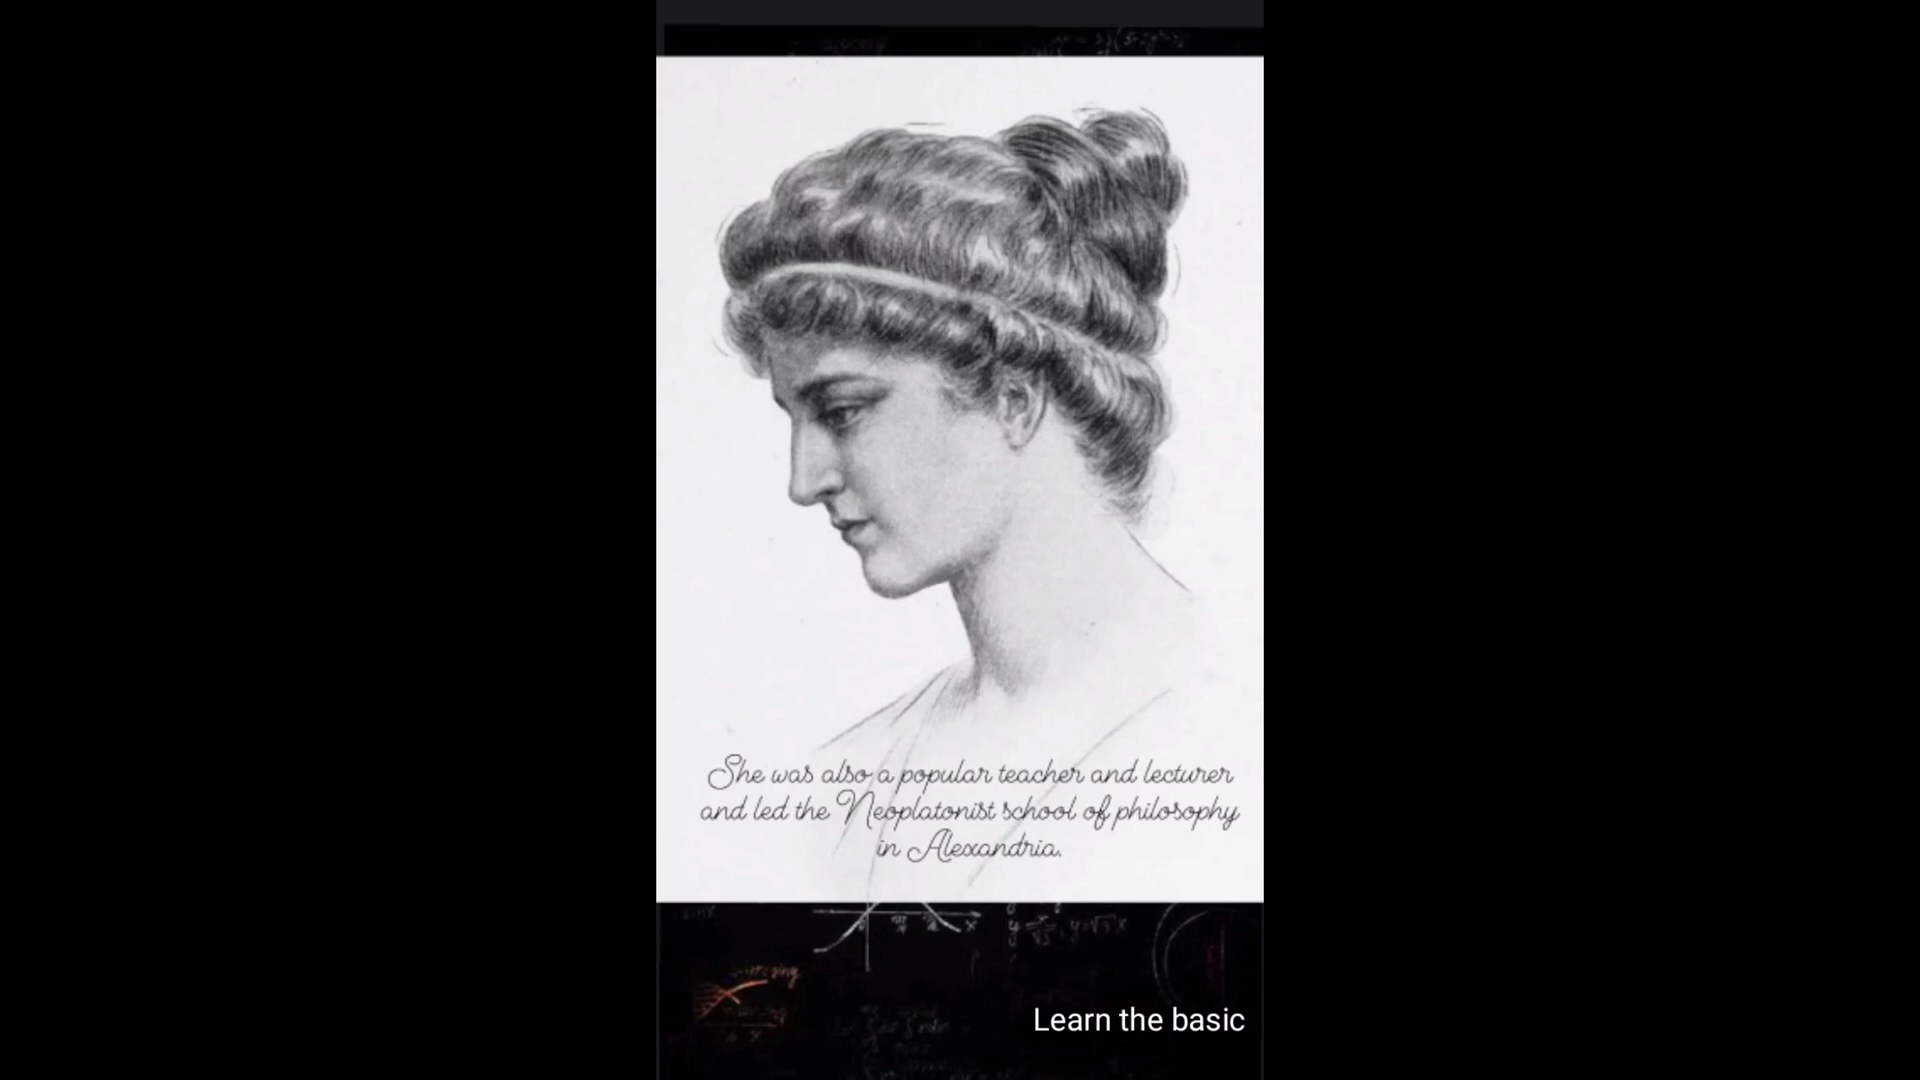 She was also a popular teacher and lecturer
and led the Neoplatonist school of philosophy
in Alexandria.
Learn the basic